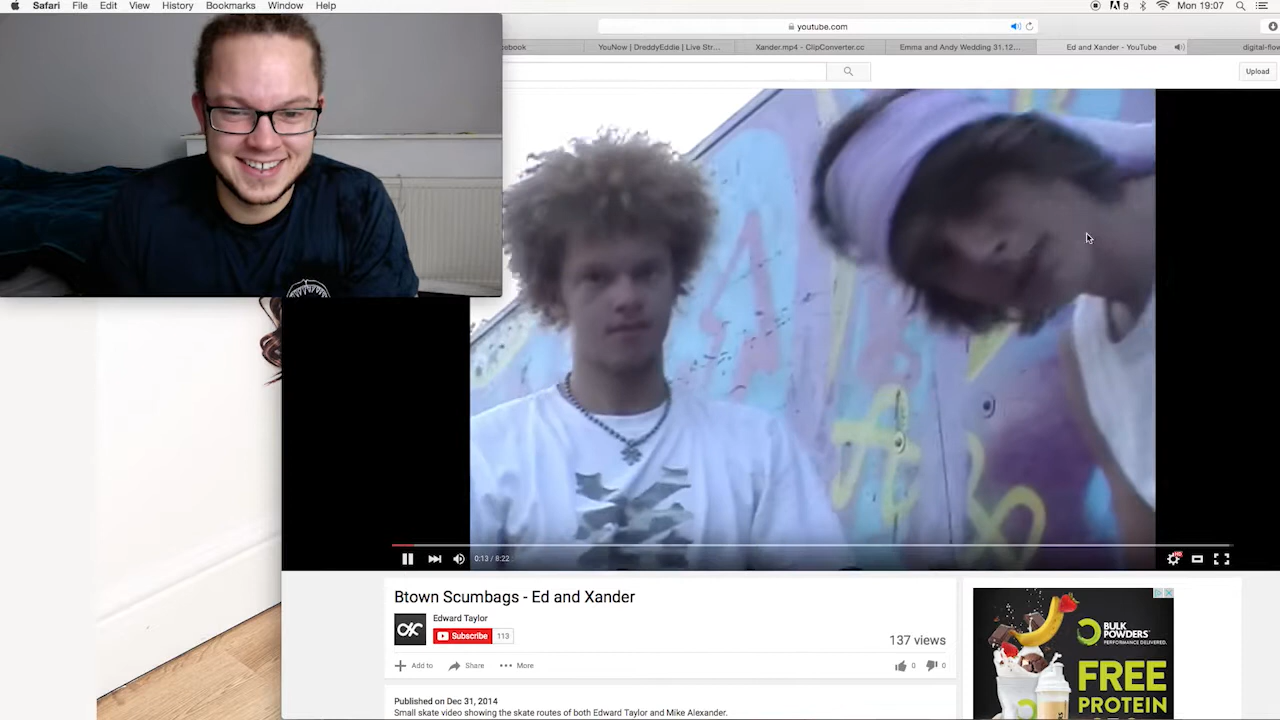 Safari File Edit View History Bookmarks Window Help 9 Mon 19:07
youtube.com
ebook YouNow | DreddyEddie | Live Str... Xander.mp4 - ClipConverter.cc Emma and Andy Wedding 31.12... Ed and Xander - YouTube digital-flow
Upload
0:13 / 8:22
HD
Btown Scumbags - Ed and Xander
Edward Taylor
Subscribe 113
137 views
Add to Share More 0 0
Published on Dec 31, 2014
Small skate video showing the skate routes of both Edward Taylor and Mike Alexander.
BULK
POWDERS
PERFORMANCE DELIVERED.
FREE
PROTEIN